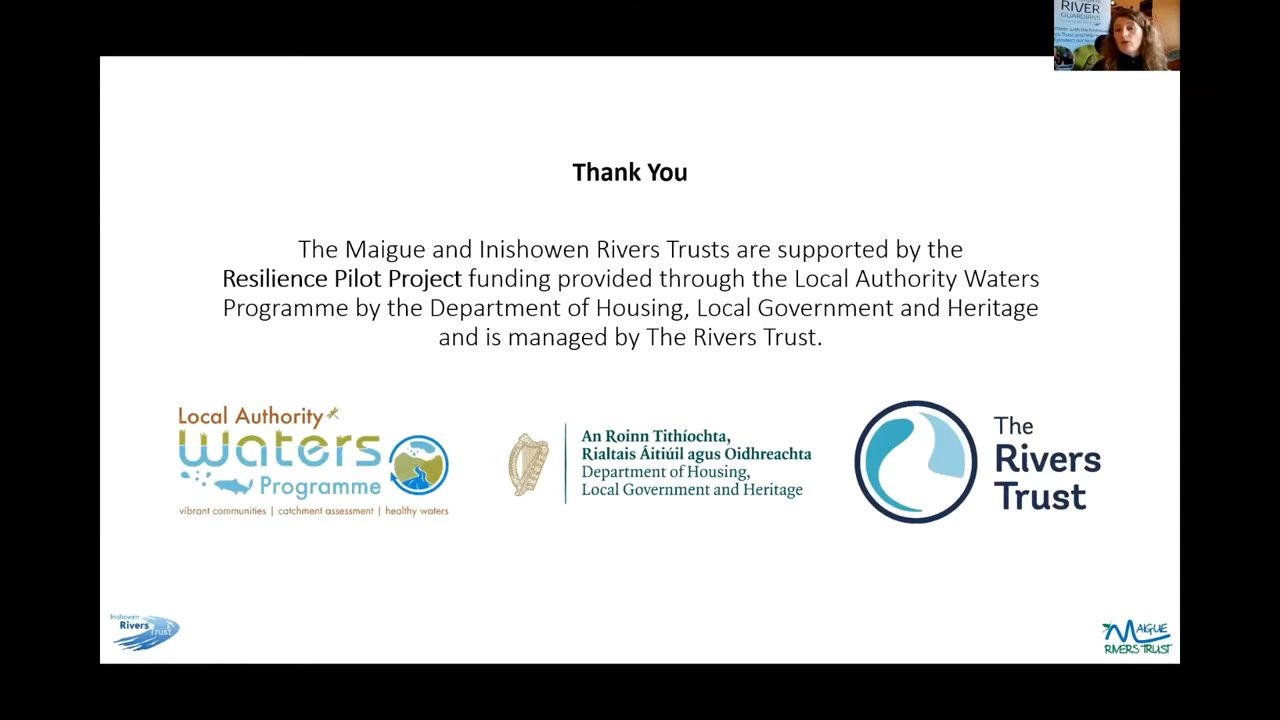 RIVER
GUARDIANS
Thank You
The Maigue and Inishowen Rivers Trusts are supported by the
Resilience Pilot Project funding provided through the Local Authority Waters
Programme by the Department of Housing, Local Government and Heritage
and is managed by The Rivers Trust.
Local Authority
waters
Programme
vibrant communities | catchment assessment | healthy waters
An Roinn Tithíochta,
Rialtais Áitiúil agus Oidhreachta
Department of Housing,
Local Government and Heritage
The
Rivers
Trust
Inishowen
Rivers
Trust
MAIGUE
RIVERS TRUST